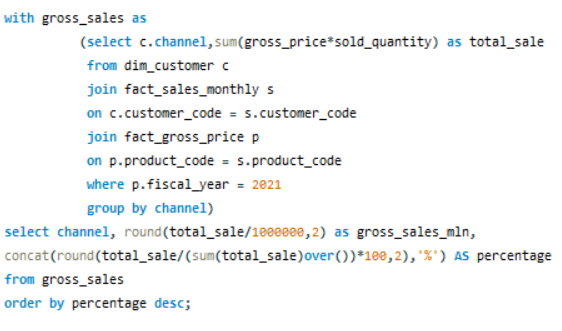 with gross_sales as
(select c.channel,sum(gross_price*sold_quantity) as total_sale
from dim_customer c
join fact_sales_monthly s
on c.customer_code = s.customer_code
join fact_gross_price p
on p.product_code = s.product_code
where p.fiscal_year = 2021
group by channel)
select channel, round(total_sale/1000000,2) as gross_sales_mln,
concat(round(total_sale/(sum(total_sale)over())*100,2),'%') AS percentage
from gross_sales
order by percentage desc;